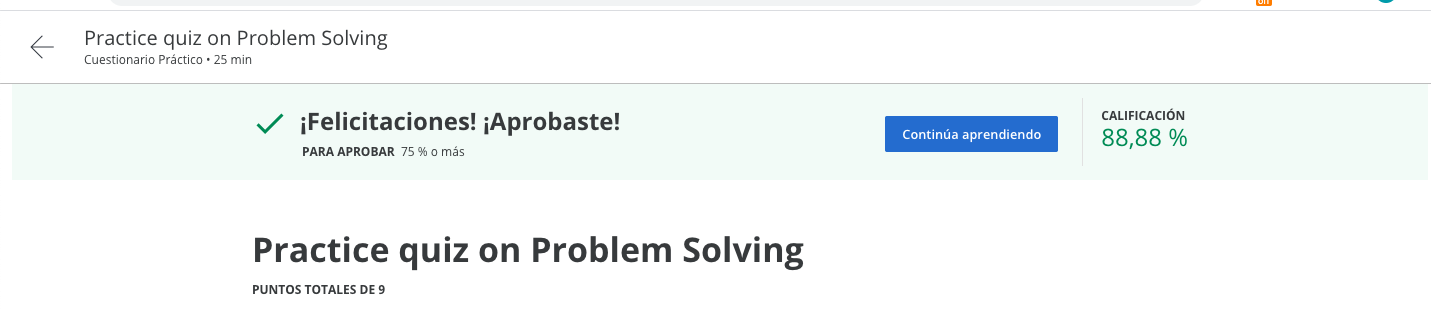 on
Practice quiz on Problem Solving
Cuestionario Práctico • 25 min
¡Felicitaciones! ¡Aprobaste!
PARA APROBAR 75 % o más
Continúa aprendiendo
CALIFICACIÓN
88,88 %
Practice quiz on Problem Solving
PUNTOS TOTALES DE 9